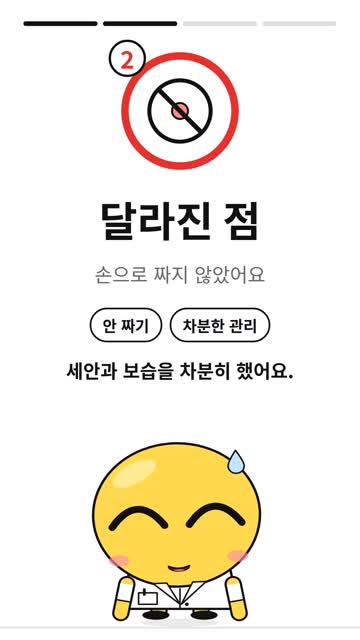 2
달라진 점
손으로 짜지 않았어요
안 짜기 차분한 관리
세안과 보습을 차분히 했어요.